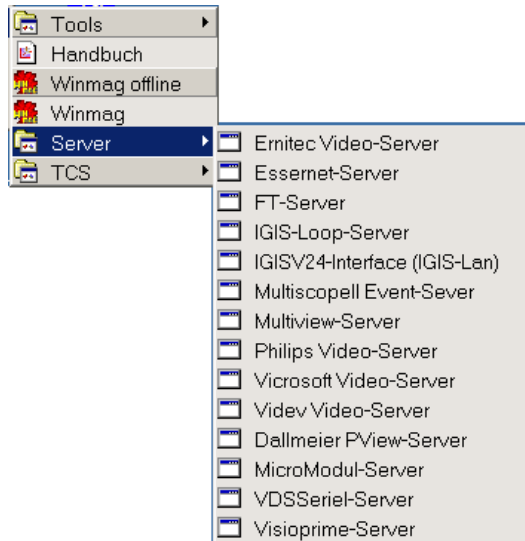 Tools
Handbuch
Winmag offline
Winmag
Server
TCS
Ernitec Video-Server
Essernet-Server
FT-Server
IGIS-Loop-Server
IGISV24-Interface (IGIS-Lan)
Multiscopell Event-Sever
Multiview-Server
Philips Video-Server
Vicrosoft Video-Server
Videv Video-Server
Dallmeier PView-Server
MicroModul-Server
VDSSeriel-Server
Visioprime-Server